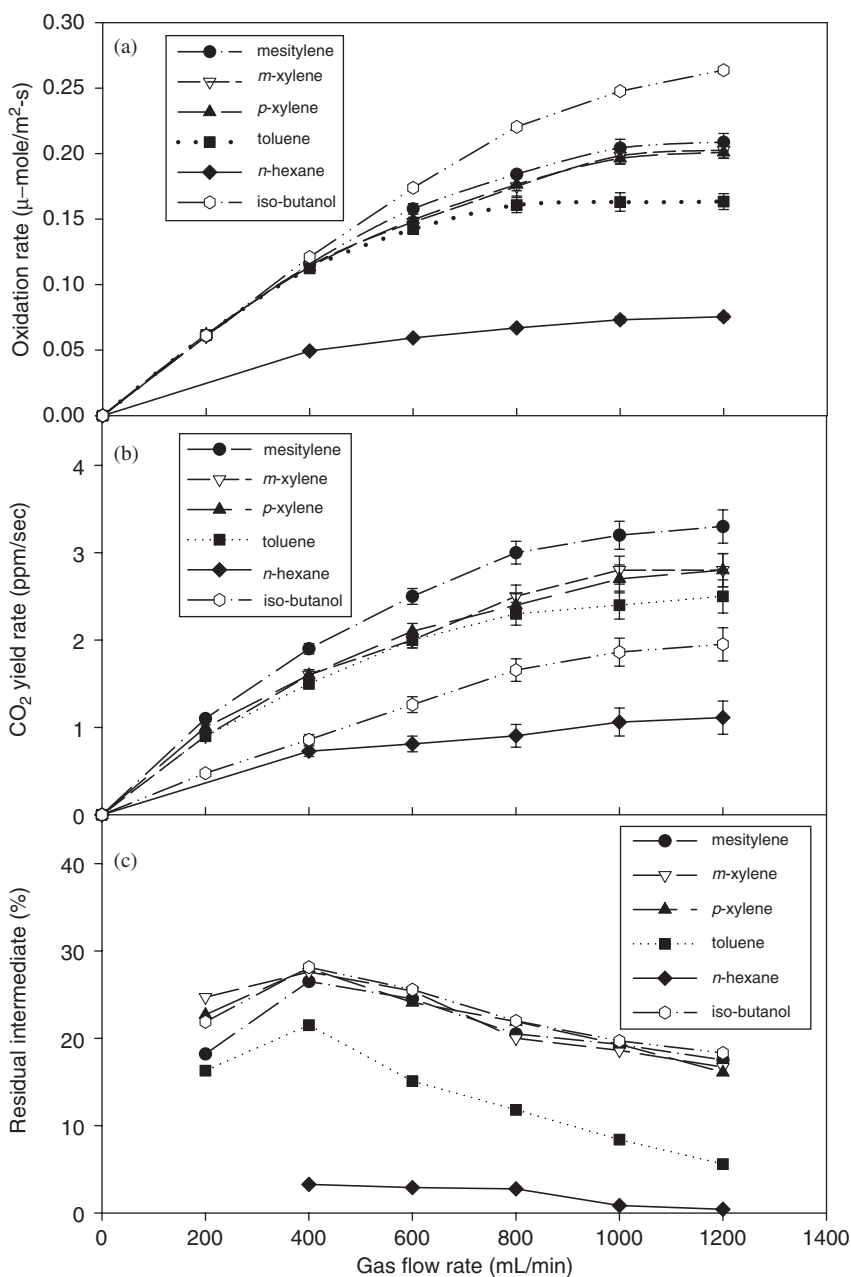 (a)
mesitylene
m-xylene
p-xylene
toluene
n-hexane
iso-butanol
Oxidation rate (μ–mole/m²-s)
0.30
0.25
0.20
0.15
0.10
0.05
0.00
(b)
mesitylene
m-xylene
p-xylene
toluene
n-hexane
iso-butanol
CO₂ yield rate (ppm/sec)
4
3
2
1
0
(c)
mesitylene
m-xylene
p-xylene
toluene
n-hexane
iso-butanol
Residual intermediate (%)
40
30
20
10
0
0 200 400 600 800 1000 1200 1400
Gas flow rate (mL/min)